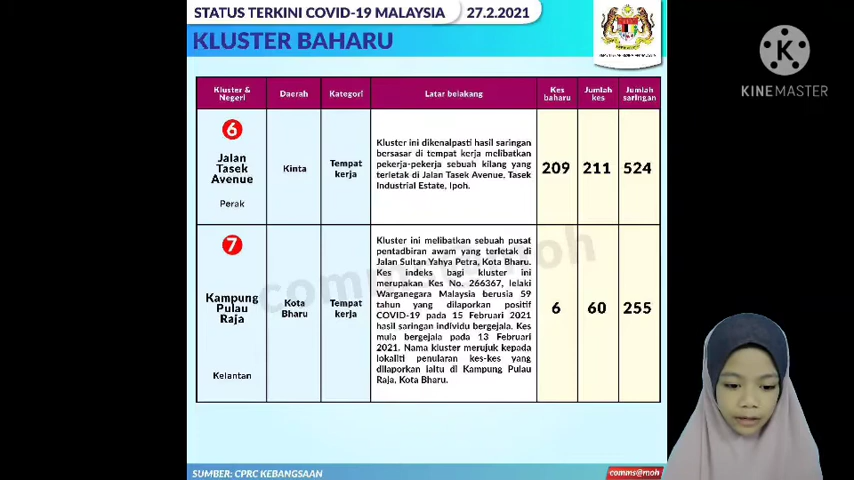 STATUS TERKINI COVID-19 MALAYSIA 27.2.2021
KLUSTER BAHARU
KINEMASTER
Kluster & Negeri
Daerah
Kategori
Latar belakang
Kes baharu
Jumlah kes
Jumlah saringan
6
Jalan
Tasek
Avenue
Perak
Kinta
Tempat
kerja
Kluster ini dikenalpasti hasil saringan
bersasar di tempat kerja melibatkan
pekerja-pekerja sebuah kilang yang
terletak di Jalan Tasek Avenue, Tasek
Industrial Estate, Ipoh.
209
211
524
7
Kampung
Pulau
Raja
Kelantan
Kota
Bharu
Tempat
kerja
Kluster ini melibatkan sebuah pusat
pentadbiran awam yang terletak di
Jalan Sultan Yahya Petra, Kota Bharu.
Kes indeks bagi kluster ini
merupakan Kes No. 266367, lelaki
Warganegara Malaysia berusia 59
tahun yang dilaporkan positif
COVID-19 pada 15 Februari 2021
hasil saringan individu bergejala. Kes
mula bergejala pada 13 Februari
2021. Nama kluster merujuk kepada
lokaliti penularan kes-kes yang
dilaporkan iaitu di Kampung Pulau
Raja, Kota Bharu.
6
60
255
SUMBER: CPRC KEBANGSAAN
comms@moh